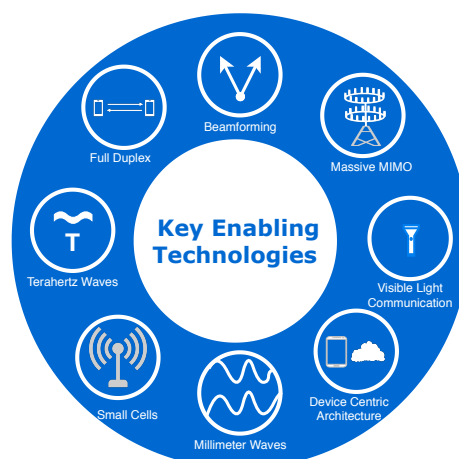 Key Enabling
Technologies
Beamforming
Massive MIMO
Visible Light
Communication
Device Centric
Architecture
Millimeter Waves
Small Cells
T
Terahertz Waves
Full Duplex